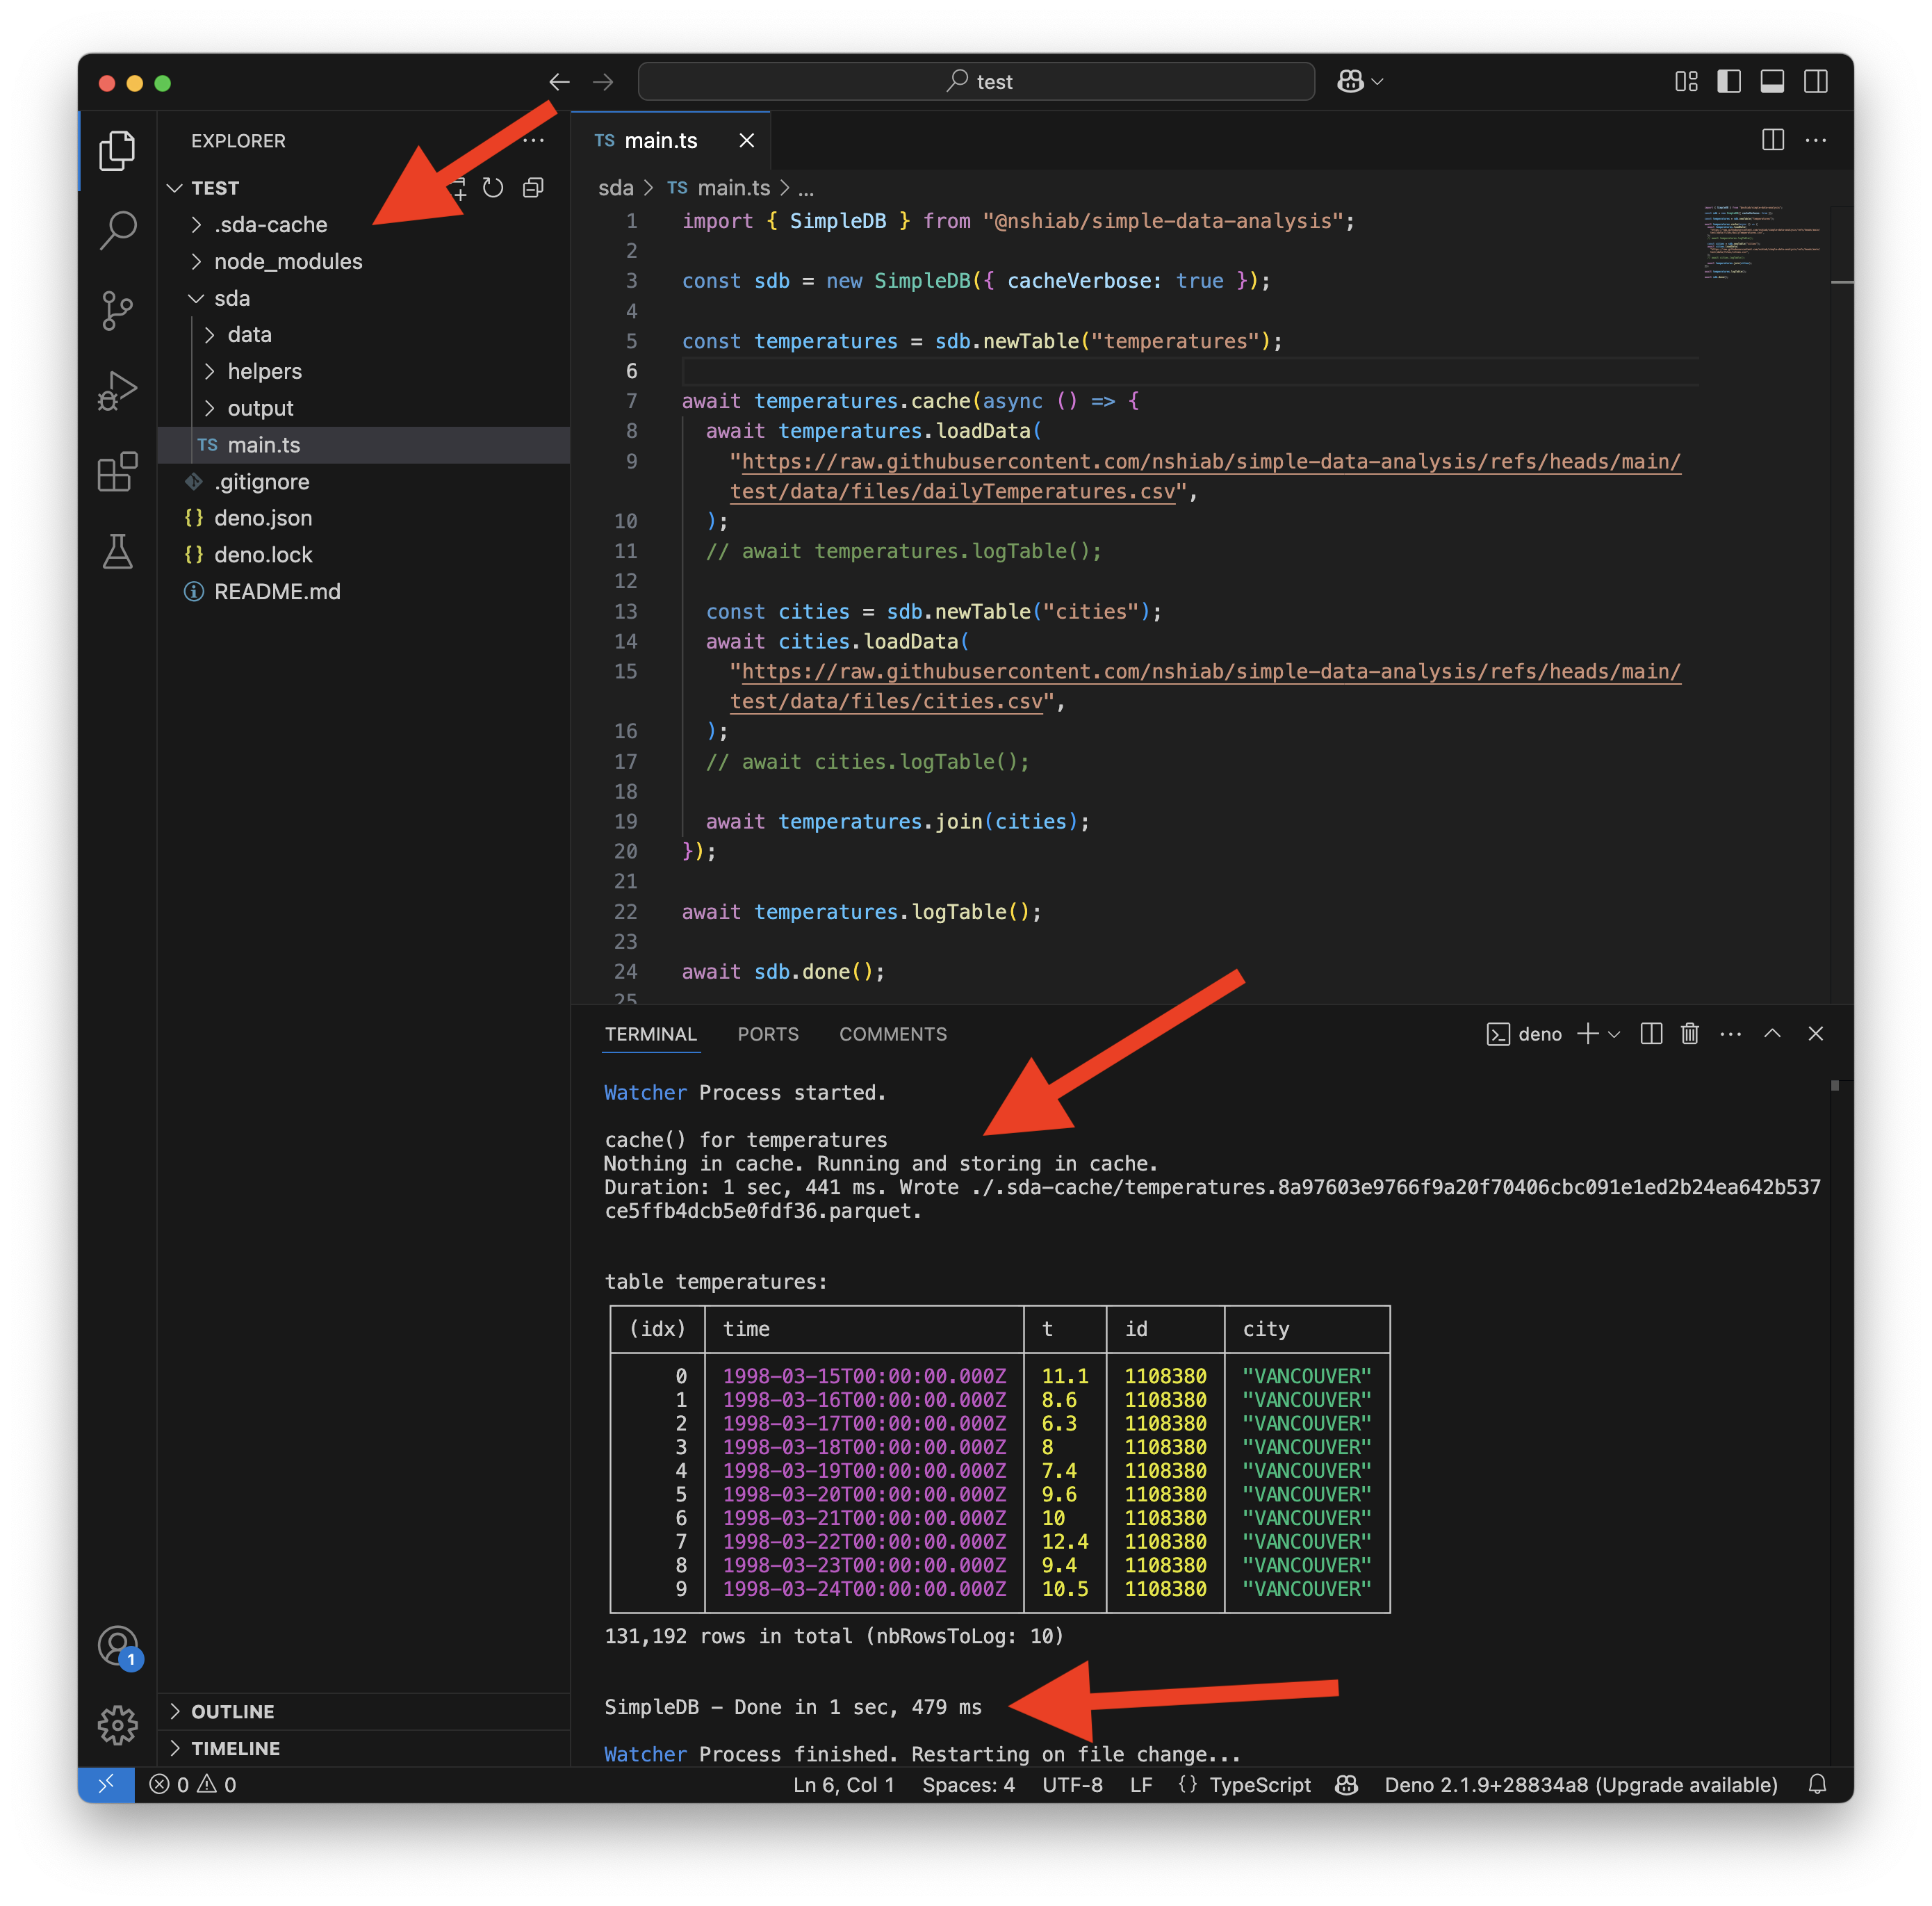 test
EXPLORER
TEST
.sda-cache
node_modules
sda
data
helpers
output
TS main.ts
.gitignore
{} deno.json
{} deno.lock
README.md
OUTLINE
TIMELINE
TS main.ts
sda > TS main.ts > ...
1 import { SimpleDB } from "@nshiab/simple-data-analysis";
2
3 const sdb = new SimpleDB({ cacheVerbose: true });
4
5 const temperatures = sdb.newTable("temperatures");
6
7 await temperatures.cache(async () => {
8 await temperatures.loadData(
9 "https://raw.githubusercontent.com/nshiab/simple-data-analysis/refs/heads/main/
test/data/files/dailyTemperatures.csv",
10 );
11 // await temperatures.logTable();
12
13 const cities = sdb.newTable("cities");
14 await cities.loadData(
15 "https://raw.githubusercontent.com/nshiab/simple-data-analysis/refs/heads/main/
test/data/files/cities.csv",
16 );
17 // await cities.logTable();
18
19 await temperatures.join(cities);
20 });
21
22 await temperatures.logTable();
23
24 await sdb.done();
25
TERMINAL PORTS COMMENTS
deno
Watcher Process started.
cache() for temperatures
Nothing in cache. Running and storing in cache.
Duration: 1 sec, 441 ms. Wrote ./.sda-cache/temperatures.8a97603e9766f9a20f70406cbc091e1ed2b24ea642b537
ce5ffb4dcb5e0fdf36.parquet.
table temperatures:
(idx) time t id city
0 1998-03-15T00:00:00.000Z 11.1 1108380 "VANCOUVER"
1 1998-03-16T00:00:00.000Z 8.6 1108380 "VANCOUVER"
2 1998-03-17T00:00:00.000Z 6.3 1108380 "VANCOUVER"
3 1998-03-18T00:00:00.000Z 8 1108380 "VANCOUVER"
4 1998-03-19T00:00:00.000Z 7.4 1108380 "VANCOUVER"
5 1998-03-20T00:00:00.000Z 9.6 1108380 "VANCOUVER"
6 1998-03-21T00:00:00.000Z 10 1108380 "VANCOUVER"
7 1998-03-22T00:00:00.000Z 12.4 1108380 "VANCOUVER"
8 1998-03-23T00:00:00.000Z 9.4 1108380 "VANCOUVER"
9 1998-03-24T00:00:00.000Z 10.5 1108380 "VANCOUVER"
131,192 rows in total (nbRowsToLog: 10)
SimpleDB – Done in 1 sec, 479 ms
Watcher Process finished. Restarting on file change...
1
0 0
Ln 6, Col 1 Spaces: 4 UTF-8 LF {} TypeScript Deno 2.1.9+28834a8 (Upgrade available)